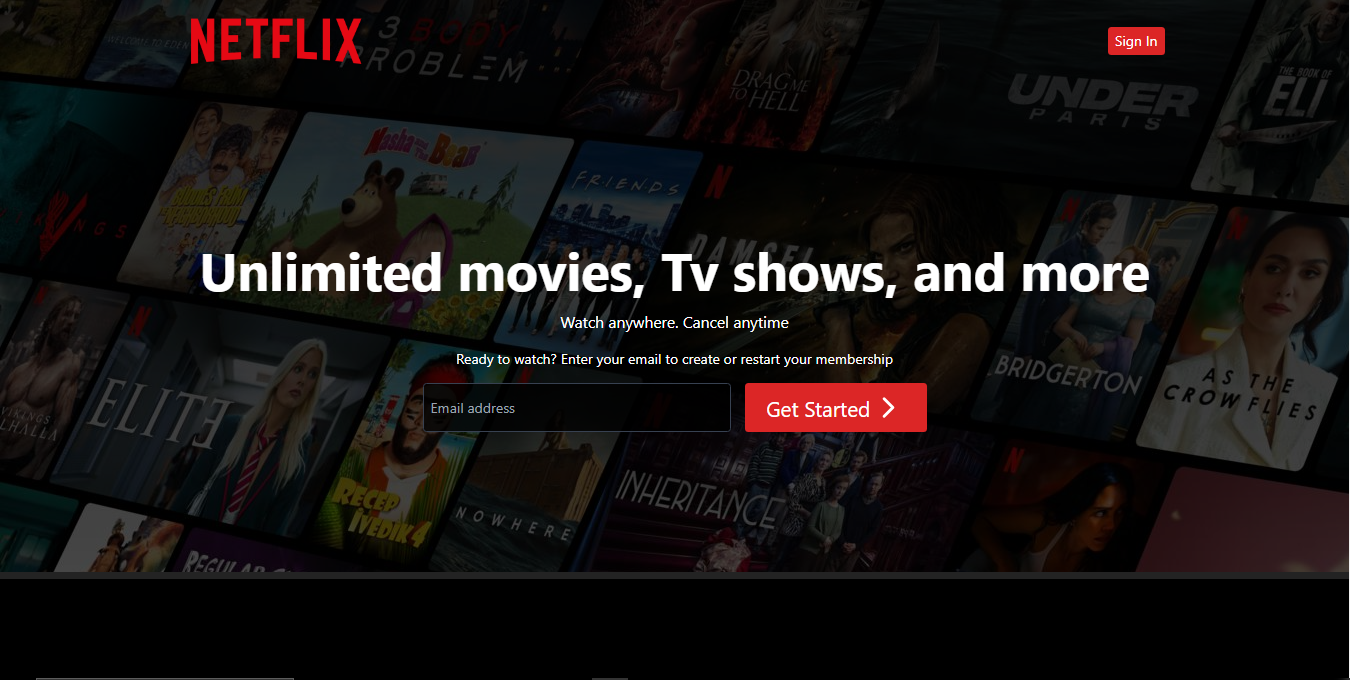 NETFLIX
Sign In
WELCOME TO EDEN
3 BODY
PROBLEM
DRAG ME
TO HELL
UNDER
PARIS
THE BOOK OF
ELI
Masha and The Bear
FRIENDS
VIKINGS
DAMSEL
Unlimited movies, Tv shows, and more
Watch anywhere. Cancel anytime
Ready to watch? Enter your email to create or restart your membership
Email address
Get Started
BRIDGERTON
AS THE
CROW FLIES
ELITE
VIKINGS
VALHALLA
RECEP
İVEDİK 4
NOWHERE
INHERITANCE
REGULAR